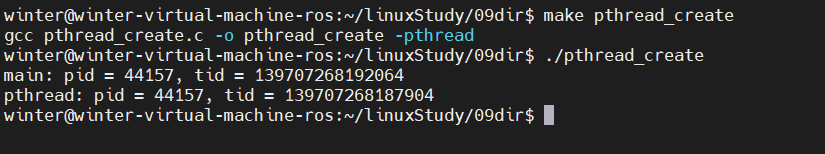 winter@winter-virtual-machine-ros:~/linuxStudy/09dir$ make pthread_create
gcc pthread_create.c -o pthread_create -pthread
winter@winter-virtual-machine-ros:~/linuxStudy/09dir$ ./pthread_create
main: pid = 44157, tid = 139707268192064
pthread: pid = 44157, tid = 139707268187904
winter@winter-virtual-machine-ros:~/linuxStudy/09dir$